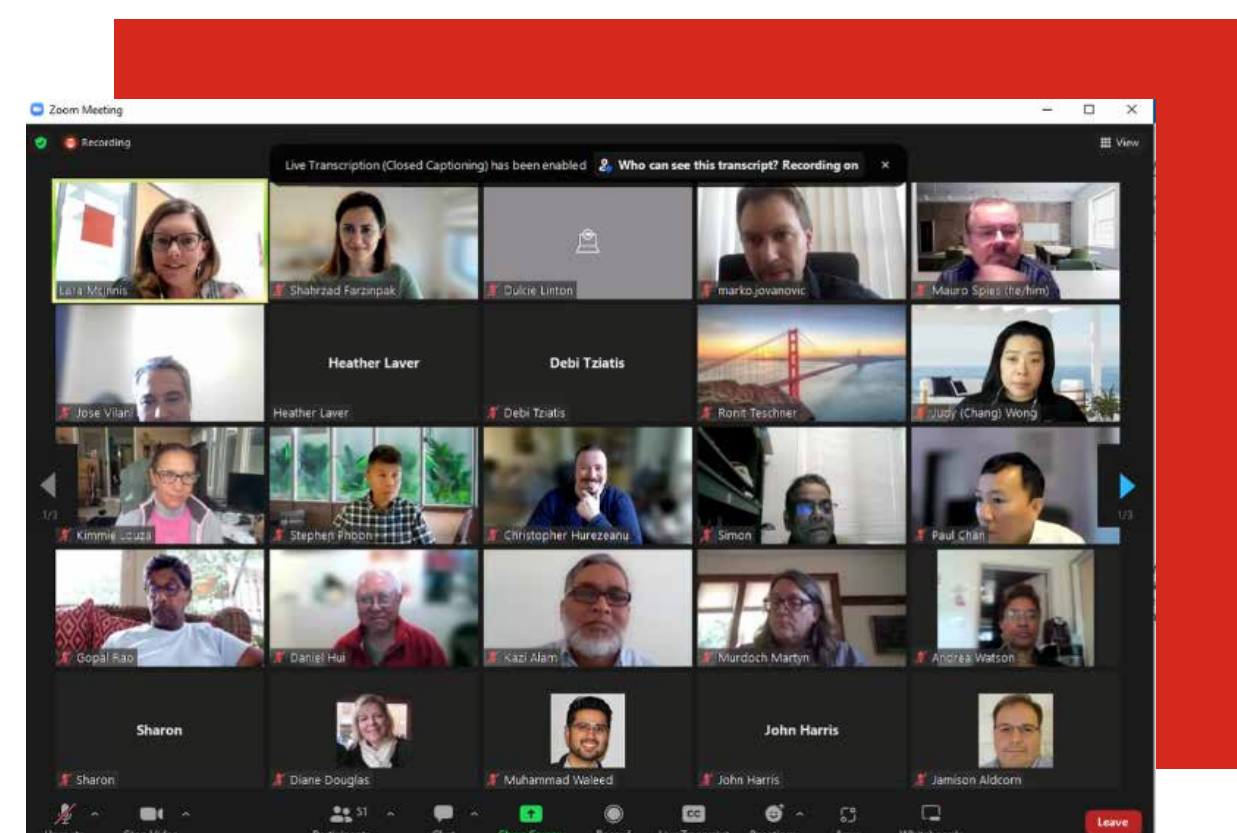 Zoom Meeting
Recording
View
Live Transcription (Closed Captioning) has been enabled Who can see this transcript? Recording on
Lara McInnis
Shahrzad Farzinpak
Dulcie Linton
marko.jovanovic
Mauro Spies (he/him)
Heather Laver
Debi Tziatis
Jose Vilar
Heather Laver
Debi Tziatis
Ronit Teschner
Judy (Chang) Wong
1/3
1/3
Kimmie Louza
Stephen Phoon
Christopher Hurezeanu
Simon
Paul Chan
Gopal Rao
Daniel Hui
Kazi Alam
Murdoch Martyn
Andrea Watson
Sharon
John Harris
Sharon
Diane Douglas
Muhammad Waleed
John Harris
Jamison Aldcorn
51
CC
Leave